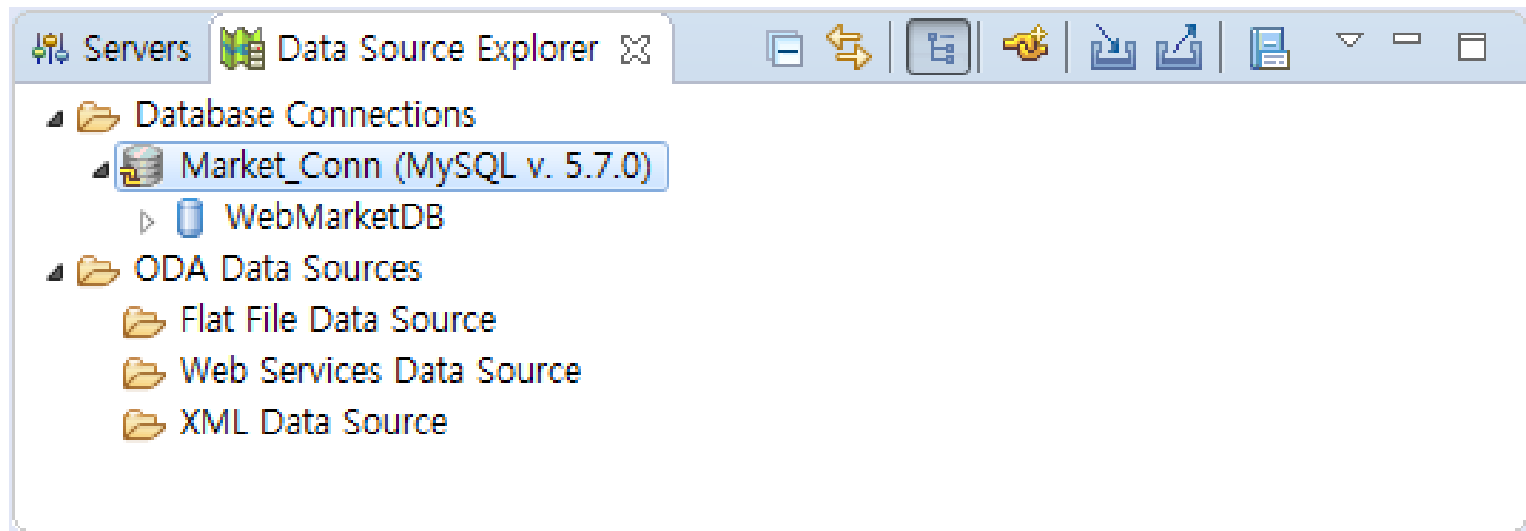 Servers Data Source Explorer
Database Connections
Market_Conn (MySQL v. 5.7.0)
WebMarketDB
ODA Data Sources
Flat File Data Source
Web Services Data Source
XML Data Source